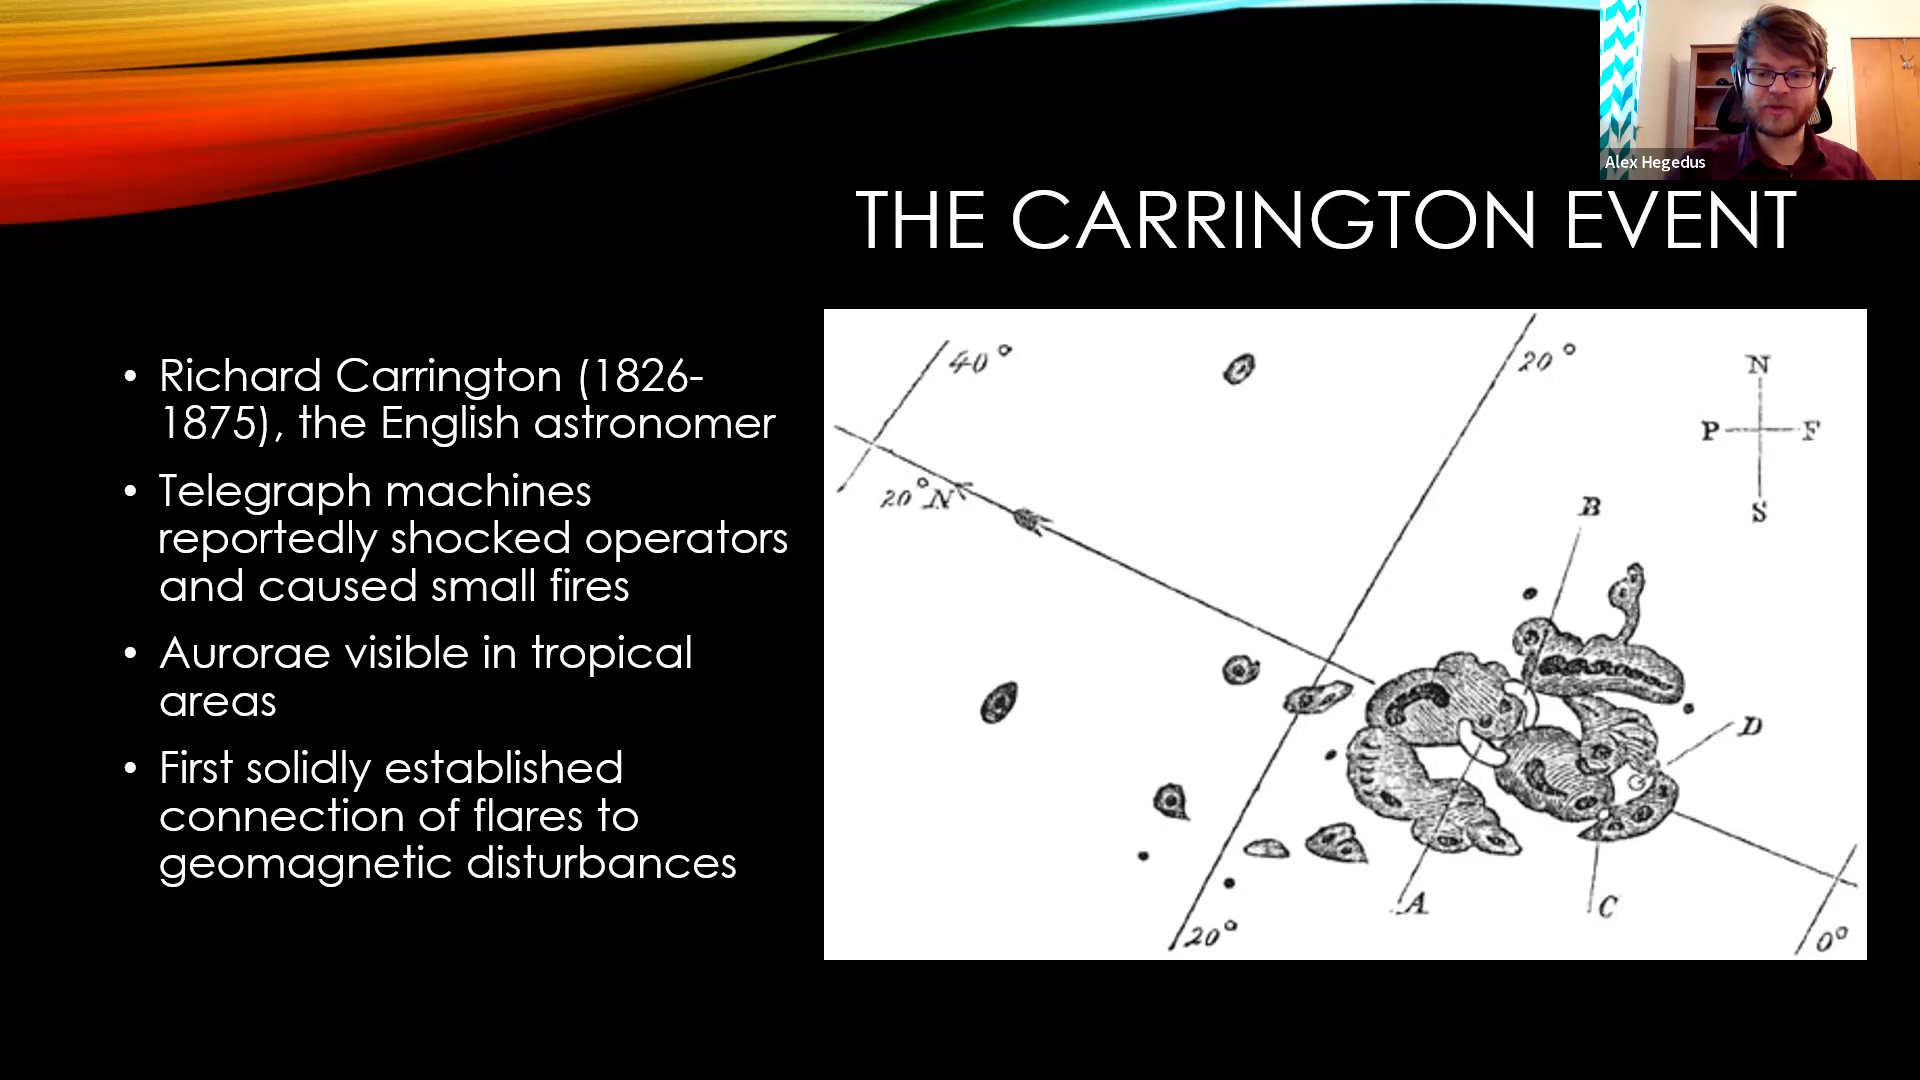 Alex Hegedus
THE CARRINGTON EVENT
• Richard Carrington (1826-
1875), the English astronomer
• Telegraph machines
reportedly shocked operators
and caused small fires
• Aurorae visible in tropical
areas
• First solidly established
connection of flares to
geomagnetic disturbances
40°
20°
N
P F
S
20°N
B
D
A
C
20°
0°